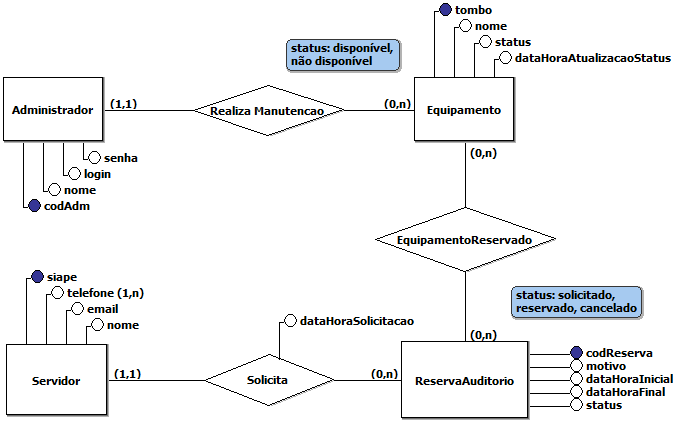 tombo
nome
status
dataHoraAtualizacaoStatus
status: disponível,
não disponível
Administrador
(1,1)
Realiza Manutencao
(0,n)
Equipamento
(0,n)
senha
login
nome
codAdm
EquipamentoReservado
siape
telefone (1,n)
email
nome
status: solicitado,
reservado, cancelado
dataHoraSolicitacao
(0,n)
Servidor
(1,1)
Solicita
(0,n)
ReservaAuditorio
codReserva
motivo
dataHoraInicial
dataHoraFinal
status